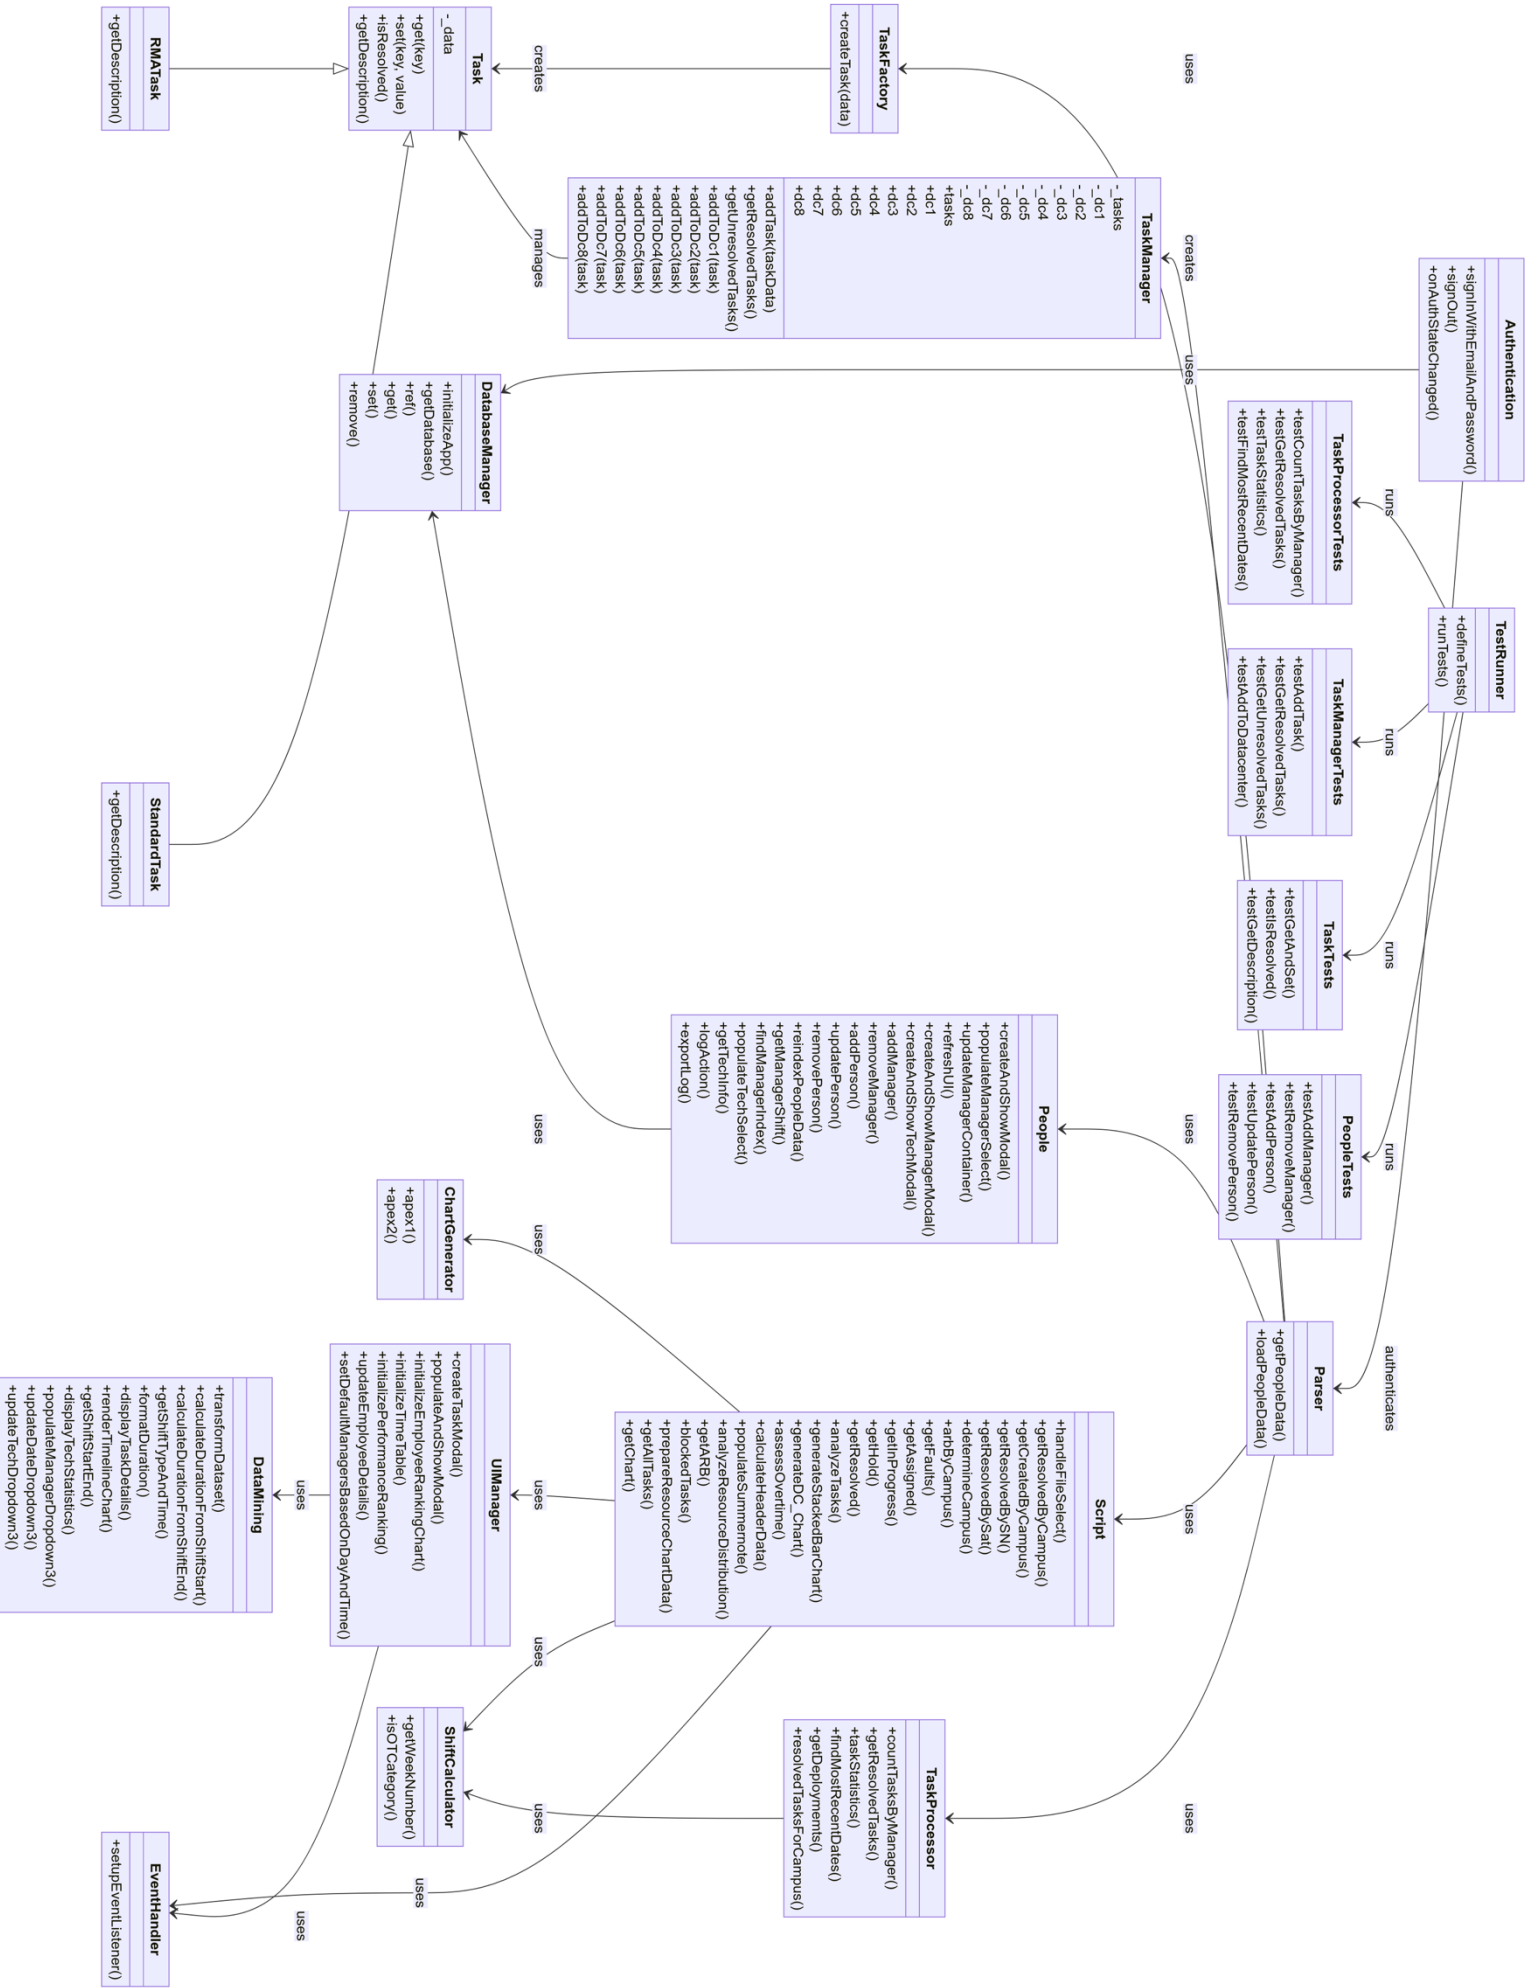 Authentication
+signInWithEmailAndPassword()
+signOut()
+onAuthStateChanged()
TestRunner
+defineTests()
+runTests()
runs
runs
runs
runs
authenticates
TaskProcessorTests
+testCountTasksByManager()
+testGetResolvedTasks()
+testTaskStatistics()
+testFindMostRecentDates()
TaskManagerTests
+testAddTask()
+testGetResolvedTasks()
+testGetUnresolvedTasks()
+testAddToDatacenter()
TaskTests
+testGetAndSet()
+testIsResolved()
+testGetDescription()
PeopleTests
+testAddManager()
+testRemoveManager()
+testAddPerson()
+testUpdatePerson()
+testRemovePerson()
Parser
+getPeopleData()
+loadPeopleData()
uses
creates
uses
uses
uses
uses
TaskManager
-_tasks
-_dc1
-_dc2
-_dc3
-_dc4
-_dc5
-_dc6
-_dc7
-_dc8
+tasks
+dc1
+dc2
+dc3
+dc4
+dc5
+dc6
+dc7
+dc8
+addTask(taskData)
+getResolvedTasks()
+getUnresolvedTasks()
+addToDc1(task)
+addToDc2(task)
+addToDc3(task)
+addToDc4(task)
+addToDc5(task)
+addToDc6(task)
+addToDc7(task)
+addToDc8(task)
People
+createAndShowModal()
+populateManagerSelect()
+updateManagerContainer()
+refreshUI()
+createAndShowManagerModal()
+createAndShowTechModal()
+addManager()
+removeManager()
+addPerson()
+updatePerson()
+removePerson()
+reindexPeopleData()
+getManagerShift()
+findManagerIndex()
+populateTechSelect()
+getTechInfo()
+logAction()
+exportLog()
Script
+handleFileSelect()
+getResolvedByCampus()
+getCreatedByCampus()
+getResolvedBySN()
+getResolvedBySat()
+determineCampus()
+arbByCampus()
+getFaults()
+getAssigned()
+getInProgress()
+getHold()
+getResolved()
+analyzeTasks()
+generateStackedBarChart()
+generateDC_Chart()
+assessOvertime()
+calculateHeaderData()
+populateSummernote()
+analyzeResourceDistribution()
+getARB()
+blockedTasks()
+prepareResourceChartData()
+getAllTasks()
+getChart()
TaskFactory
+createTask(data)
TaskProcessor
+countTasksByManager()
+getResolvedTasks()
+taskStatistics()
+findMostRecentDates()
+getDeploymemts()
+resolvedTasksForCampus()
creates
manages
uses
uses
uses
uses
uses
Task
-_data
+get(key)
+set(key, value)
+isResolved()
+getDescription()
DatabaseManager
+initializeApp()
+getDatabase()
+ref()
+get()
+set()
+remove()
ChartGenerator
+apex1()
+apex2()
UIManager
+createTaskModal()
+populateAndShowModal()
+initializeEmployeeRankingChart()
+initializeTimeTable()
+initializePerformanceRanking()
+updateEmployeeDetails()
+setDefaultManagersBasedOnDayAndTime()
ShiftCalculator
+getWeekNumber()
+isOTCategory()
uses
uses
uses
RMATask
+getDescription()
StandardTask
+getDescription()
DataMIning
+transformDataset()
+calculateDurationFromShiftStart()
+calculateDurationFromShiftEnd()
+getShiftTypeAndTime()
+formatDuration()
+displayTaskDetails()
+renderTimelineChart()
+getShiftStartEnd()
+displayTechStatistics()
+populateManagerDropdown3()
+updateDateDropdown3()
+updateTechDropdown3()
EventHandler
+setupEventListener()